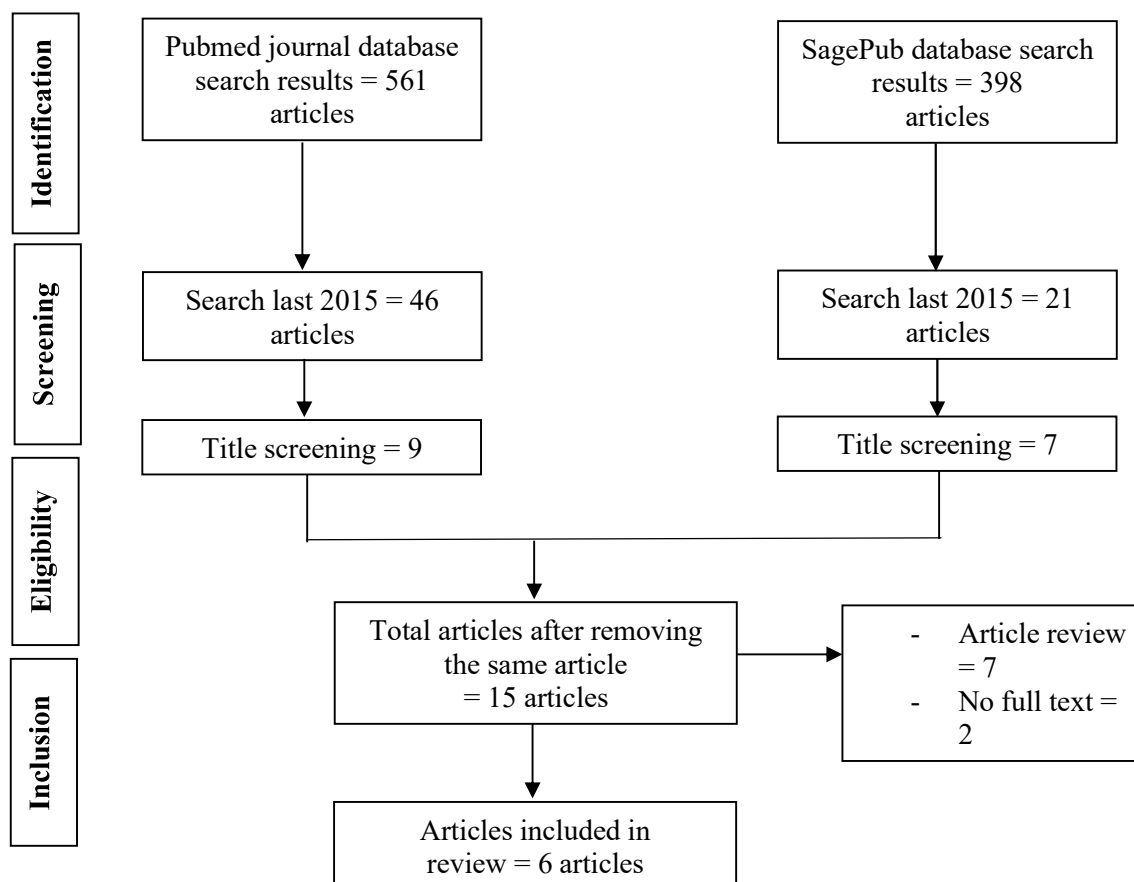 Identification
Pubmed journal database
search results = 561
articles
SagePub database search
results = 398
articles
Screening
Search last 2015 = 46
articles
Search last 2015 = 21
articles
Title screening = 9
Title screening = 7
Eligibility
Total articles after removing
the same article
= 15 articles
- Article review
= 7
- No full text =
2
Inclusion
Articles included in
review = 6 articles